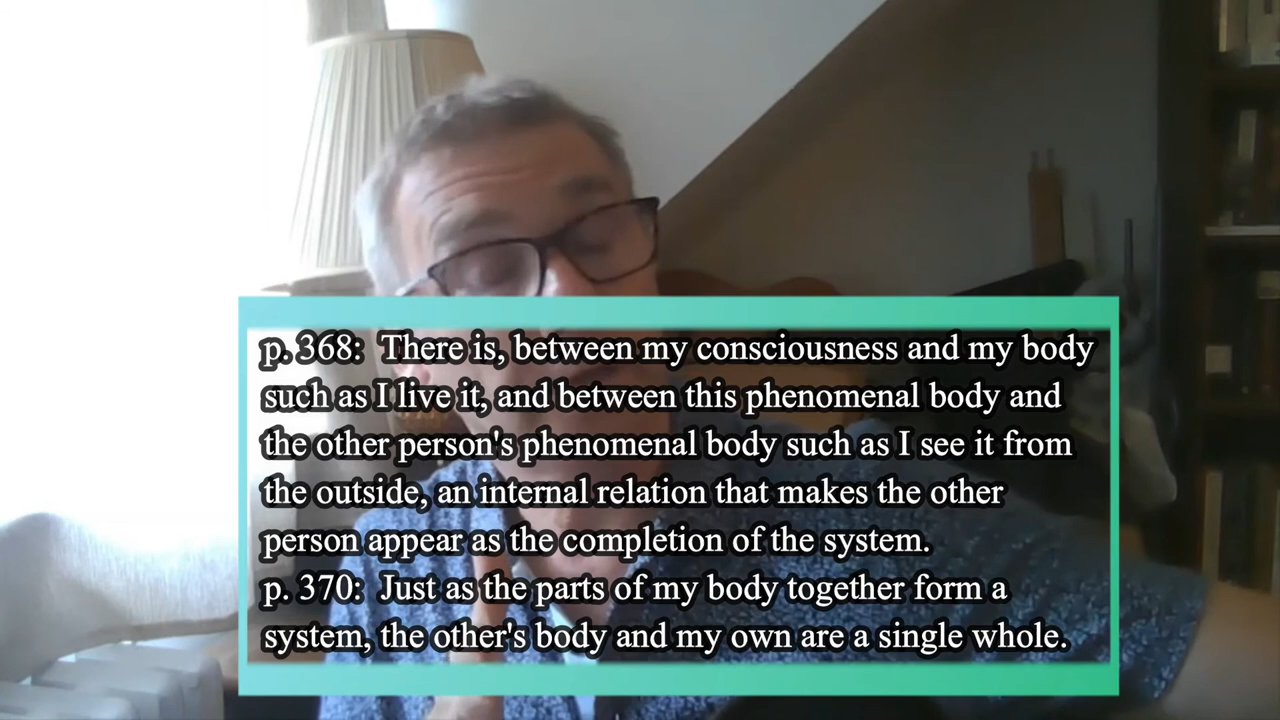 p. 368:  There is, between my consciousness and my body
such as I live it, and between this phenomenal body and
the other person's phenomenal body such as I see it from
the outside, an internal relation that makes the other
person appear as the completion of the system.
p. 370:  Just as the parts of my body together form a
system, the other's body and my own are a single whole.